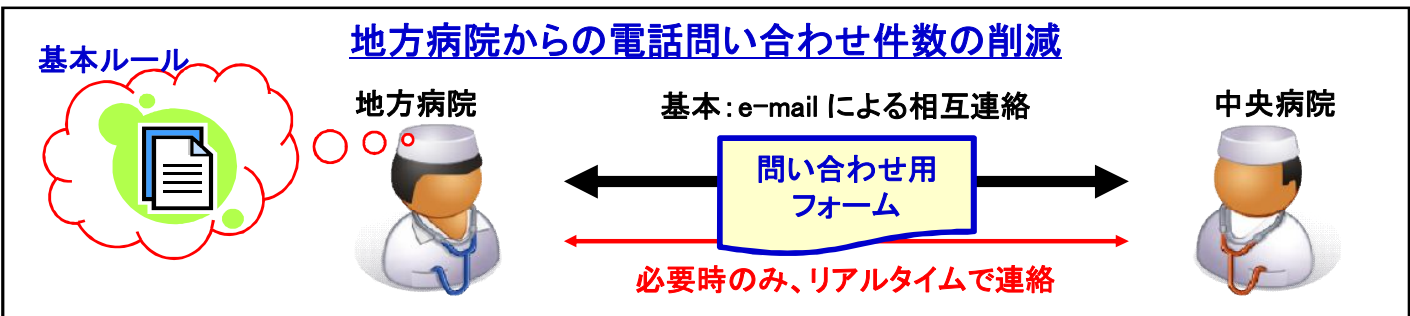 地方病院からの電話問い合わせ件数の削減
基本ルール
地方病院
基本：e-mail による相互連絡
中央病院
問い合わせ用
フォーム
必要時のみ、リアルタイムで連絡